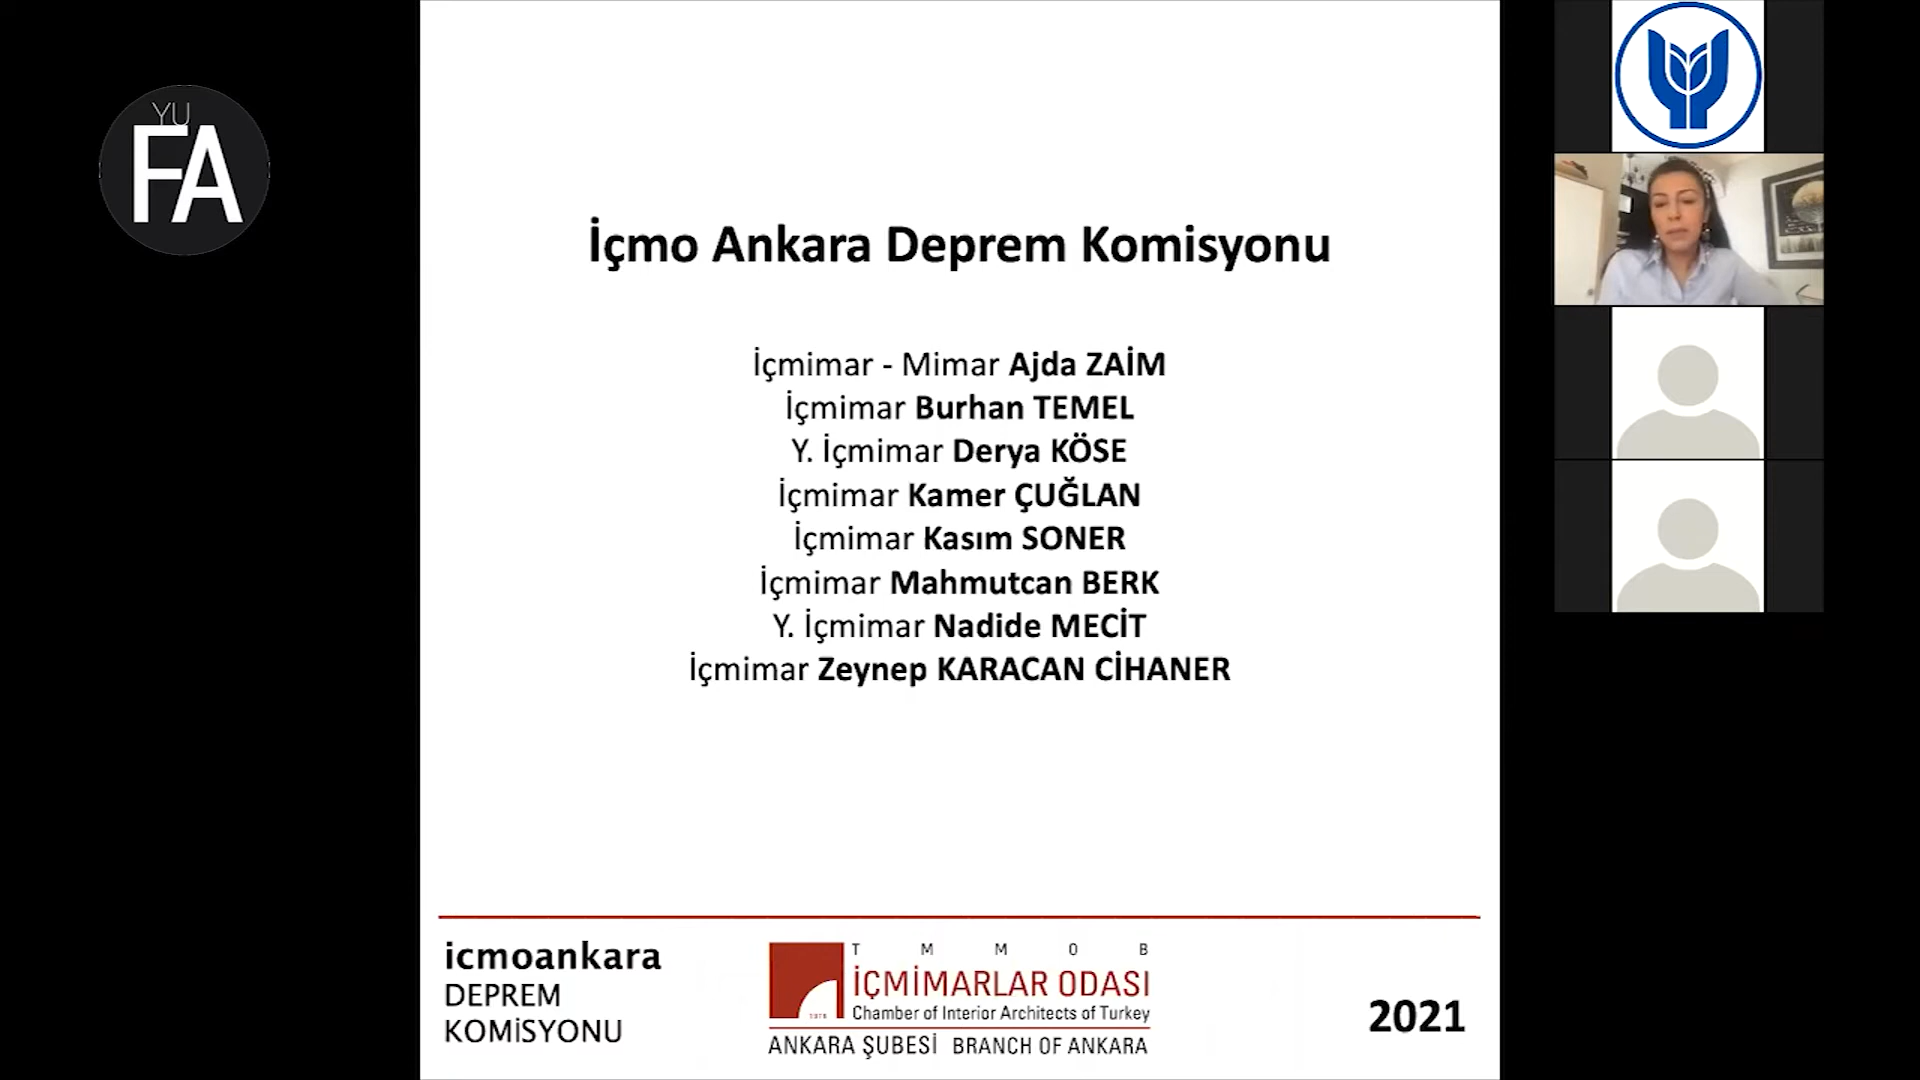 YU
FA
İçmo Ankara Deprem Komisyonu
İçmimar - Mimar Ajda ZAİM
İçmimar Burhan TEMEL
Y. İçmimar Derya KÖSE
İçmimar Kamer ÇUĞLAN
İçmimar Kasım SONER
İçmimar Mahmutcan BERK
Y. İçmimar Nadide MECİT
İçmimar Zeynep KARACAN CİHANER
icmoankara
DEPREM
KOMİSYONU
T M M O B
İÇMİMARLAR ODASI
1976
Chamber of Interior Architects of Turkey
ANKARA ŞUBESİ BRANCH OF ANKARA
2021